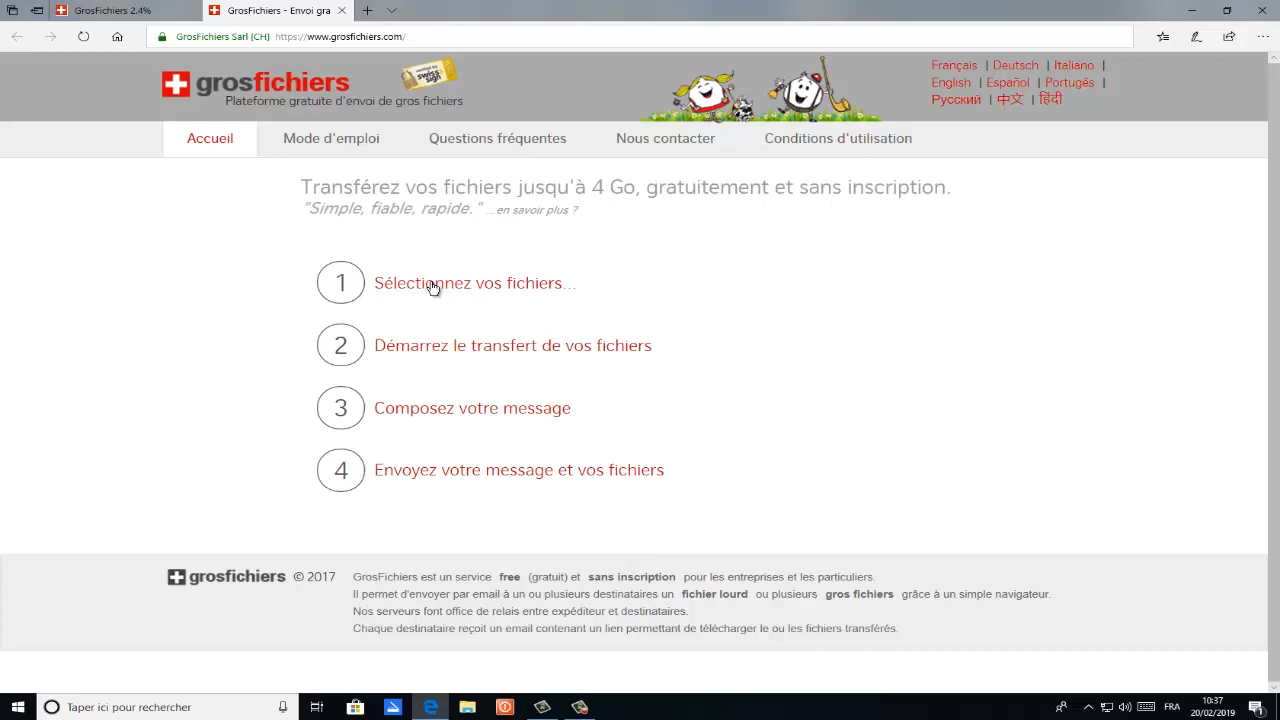 GrosFichiers 2.4%
GrosFichiers - Envoi gra
GrosFichiers Sarl [CH] https://www.grosfichiers.com/
grosfichiers
swiss sign
Plateforme gratuite d'envoi de gros fichiers
Français | Deutsch | Italiano |
English | Español | Portugês |
Русский | 中文 | हिंदी
Accueil Mode d'emploi Questions fréquentes Nous contacter Conditions d'utilisation
Transférez vos fichiers jusqu'à 4 Go, gratuitement et sans inscription.
"Simple, fiable, rapide." ...en savoir plus ?
1 Sélectionnez vos fichiers...
2 Démarrez le transfert de vos fichiers
3 Composez votre message
4 Envoyez votre message et vos fichiers
grosfichiers © 2017
GrosFichiers est un service free (gratuit) et sans inscription pour les entreprises et les particuliers.
Il permet d'envoyer par email à un ou plusieurs destinataires un fichier lourd ou plusieurs gros fichiers grâce à un simple navigateur.
Nos serveurs font office de relais entre expéditeur et destinataires.
Chaque destinataire reçoit un email contenant un lien permettant de télécharger le ou les fichiers transférés.
Taper ici pour rechercher
FRA
10:37
20/02/2019